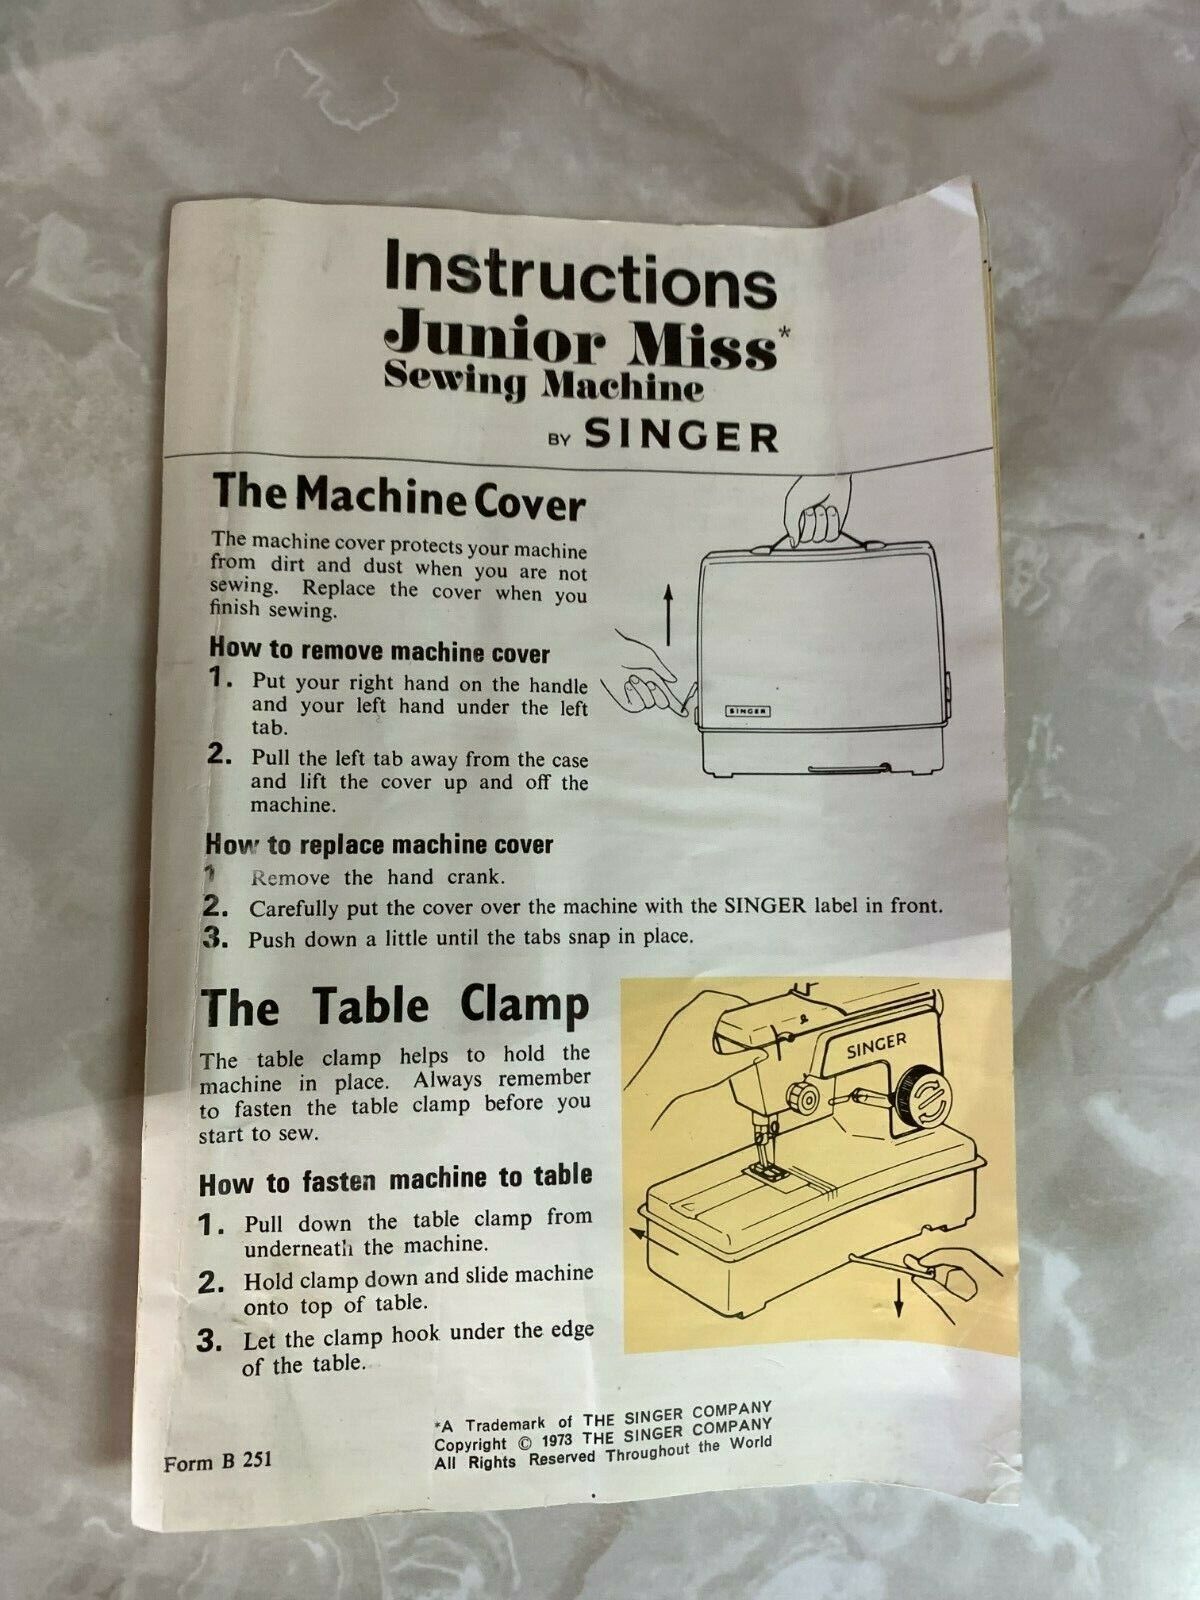 Instructions
Junior Miss*
Sewing Machine
BY SINGER
The Machine Cover
The machine cover protects your machine
from dirt and dust when you are not
sewing. Replace the cover when you
finish sewing.
How to remove machine cover
1. Put your right hand on the handle
and your left hand under the left
tab.
2. Pull the left tab away from the case
and lift the cover up and off the
machine.
SINGER
How to replace machine cover
1 Remove the hand crank.
2. Carefully put the cover over the machine with the SINGER label in front.
3. Push down a little until the tabs snap in place.
The Table Clamp
The table clamp helps to hold the
machine in place. Always remember
to fasten the table clamp before you
start to sew.
How to fasten machine to table
1. Pull down the table clamp from
underneath the machine.
2. Hold clamp down and slide machine
onto top of table.
3. Let the clamp hook under the edge
of the table.
SINGER
*A Trademark of THE SINGER COMPANY
Copyright © 1973 THE SINGER COMPANY
All Rights Reserved Throughout the World
Form B 251